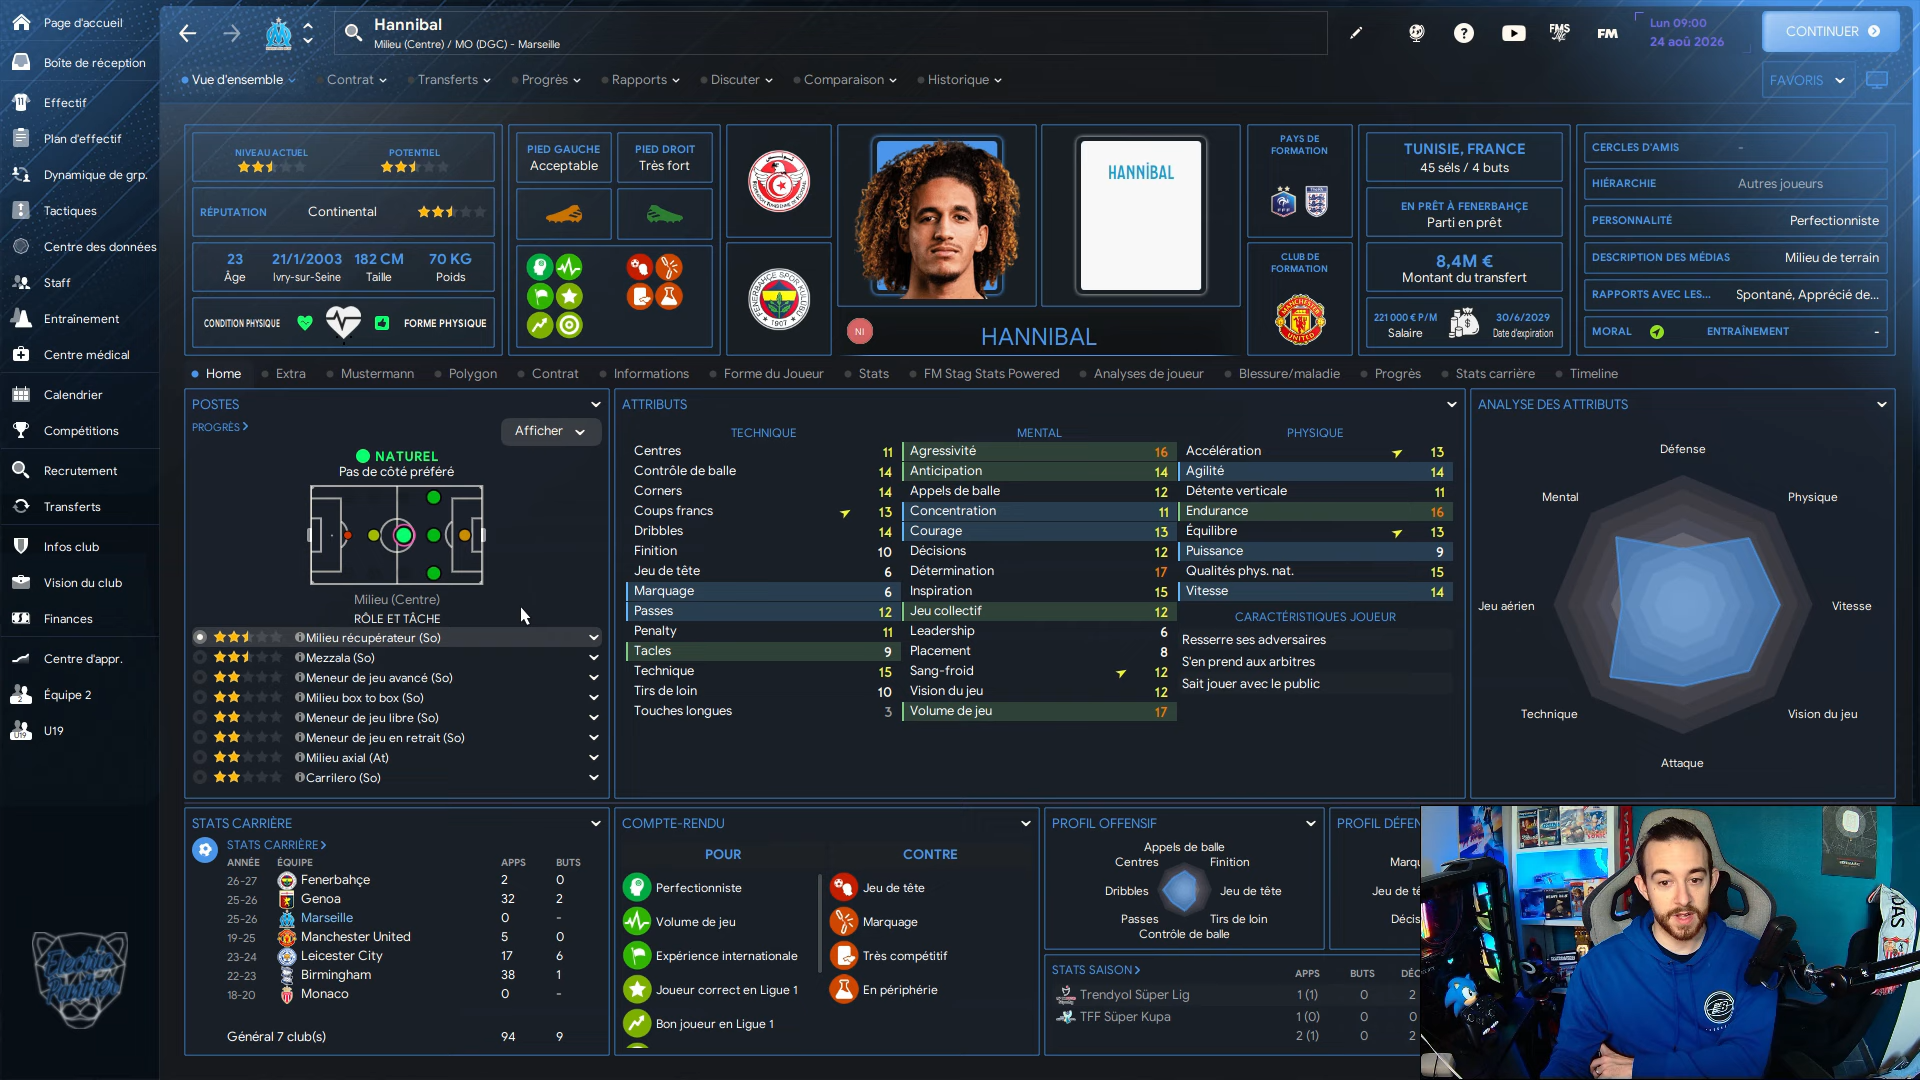 Page d'accueil
Boîte de réception
Effectif
Plan d'effectif
Dynamique de grp.
Tactiques
Centre des données
Staff
Entraînement
Centre médical
Calendrier
Compétitions
Recrutement
Transferts
Infos club
Vision du club
Finances
Centre d'appr.
Équipe 2
U19
Hannibal
Milieu (Centre) / MO (DGC) - Marseille
FM
Lun 09:00
24 aoû 2026
CONTINUER
Vue d'ensemble
Contrat
Transferts
Progrès
Rapports
Discuter
Comparaison
Historique
FAVORIS
NIVEAU ACTUEL
POTENTIEL
RÉPUTATION
Continental
23
Âge
21/1/2003
Ivry-sur-Seine
182 CM
Taille
70 KG
Poids
CONDITION PHYSIQUE
FORME PHYSIQUE
PIED GAUCHE
Acceptable
PIED DROIT
Très fort
HANNİBAL
NI
HANNIBAL
PAYS DE FORMATION
CLUB DE FORMATION
TUNISIE, FRANCE
45 séls / 4 buts
EN PRÊT À FENERBAHÇE
Parti en prêt
8,4M €
Montant du transfert
221 000 € P/M
Salaire
30/6/2029
Date d'expiration
CERCLES D'AMIS -
HIÉRARCHIE Autres joueurs
PERSONNALITÉ Perfectionniste
DESCRIPTION DES MÉDIAS Milieu de terrain
RAPPORTS AVEC LES... Spontané, Apprécié de...
MORAL ENTRAÎNEMENT -
Home
Extra
Mustermann
Polygon
Contrat
Informations
Forme du Joueur
Stats
FM Stag Stats Powered
Analyses de joueur
Blessure/maladie
Progrès
Stats carrière
Timeline
POSTES
PROGRÈS
Afficher
NATUREL
Pas de côté préféré
Milieu (Centre)
RÔLE ET TÂCHE
Milieu récupérateur (So)
Mezzala (So)
Meneur de jeu avancé (So)
Milieu box to box (So)
Meneur de jeu libre (So)
Meneur de jeu en retrait (So)
Milieu axial (At)
Carrilero (So)
ATTRIBUTS
TECHNIQUE
Centres 11
Contrôle de balle 14
Corners 14
Coups francs 13
Dribbles 14
Finition 10
Jeu de tête 6
Marquage 6
Passes 12
Penalty 11
Tacles 9
Technique 15
Tirs de loin 10
Touches longues 3
MENTAL
Agressivité 16
Anticipation 14
Appels de balle 12
Concentration 11
Courage 13
Décisions 12
Détermination 17
Inspiration 15
Jeu collectif 12
Leadership 6
Placement 8
Sang-froid 12
Vision du jeu 12
Volume de jeu 17
PHYSIQUE
Accélération 13
Agilité 14
Détente verticale 11
Endurance 16
Équilibre 13
Puissance 9
Qualités phys. nat. 15
Vitesse 14
CARACTÉRISTIQUES JOUEUR
Resserre ses adversaires
S'en prend aux arbitres
Sait jouer avec le public
ANALYSE DES ATTRIBUTS
Défense
Mental
Physique
Jeu aérien
Vitesse
Technique
Vision du jeu
Attaque
STATS CARRIÈRE
STATS CARRIÈRE
ANNÉE ÉQUIPE APPS BUTS
26-27 Fenerbahçe 2 0
25-26 Genoa 32 2
25-26 Marseille 0 -
19-25 Manchester United 5 0
23-24 Leicester City 17 6
22-23 Birmingham 38 1
18-20 Monaco 0 -
Général 7 club(s) 94 9
COMPTE-RENDU
POUR
Perfectionniste
Volume de jeu
Expérience internationale
Joueur correct en Ligue 1
Bon joueur en Ligue 1
CONTRE
Jeu de tête
Marquage
Très compétitif
En périphérie
PROFIL OFFENSIF
Appels de balle
Centres
Finition
Dribbles
Jeu de tête
Passes
Tirs de loin
Contrôle de balle
PROFIL DÉFEN
Marqu
Jeu de tê
Décis
STATS SAISON APPS BUTS DÉC
Trendyol Süper Lig 1 (1) 0 2
TFF Süper Kupa 1 (0) 0 0
2 (1) 0 2